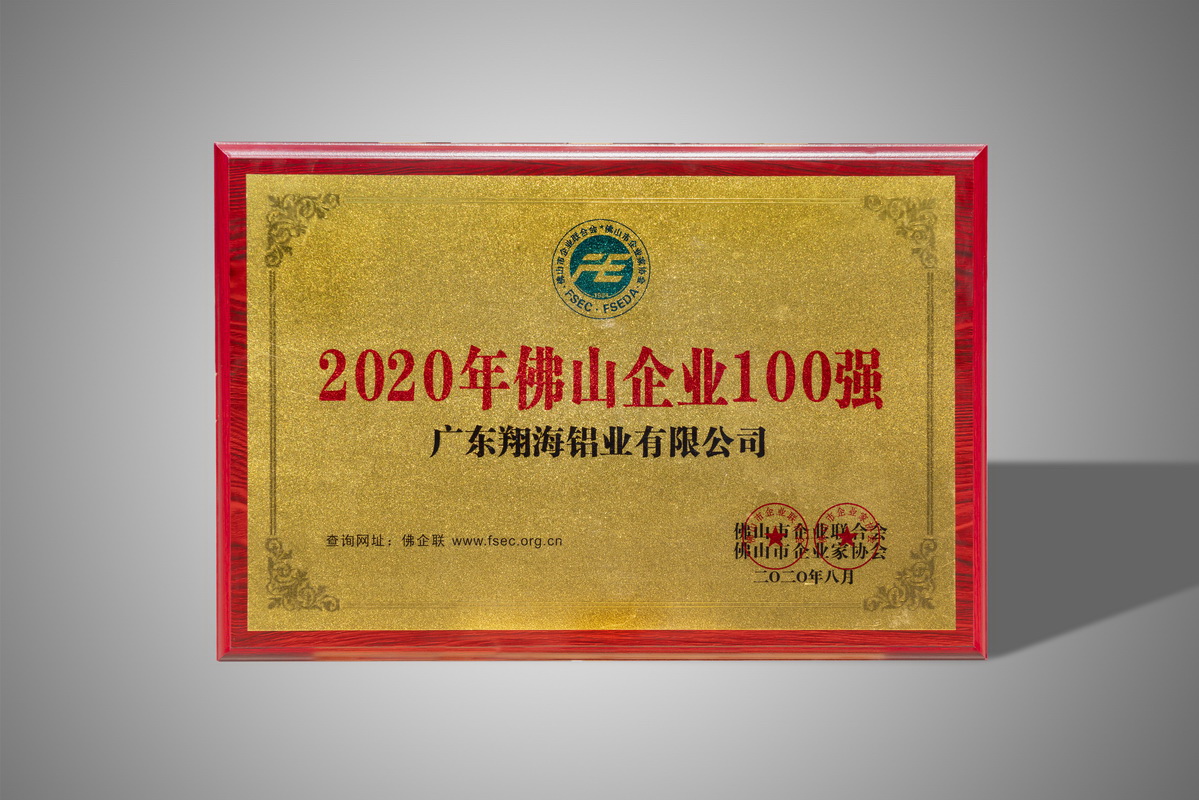 佛山市企业联合会·佛山市企业家协会
FE
1984
·FSEC·FSEDA·
2020年佛山企业100强
广东翔海铝业有限公司
查询网址：佛企联 www.fsec.org.cn
佛山市企业联合会
佛山市企业家协会
二〇二〇年八月